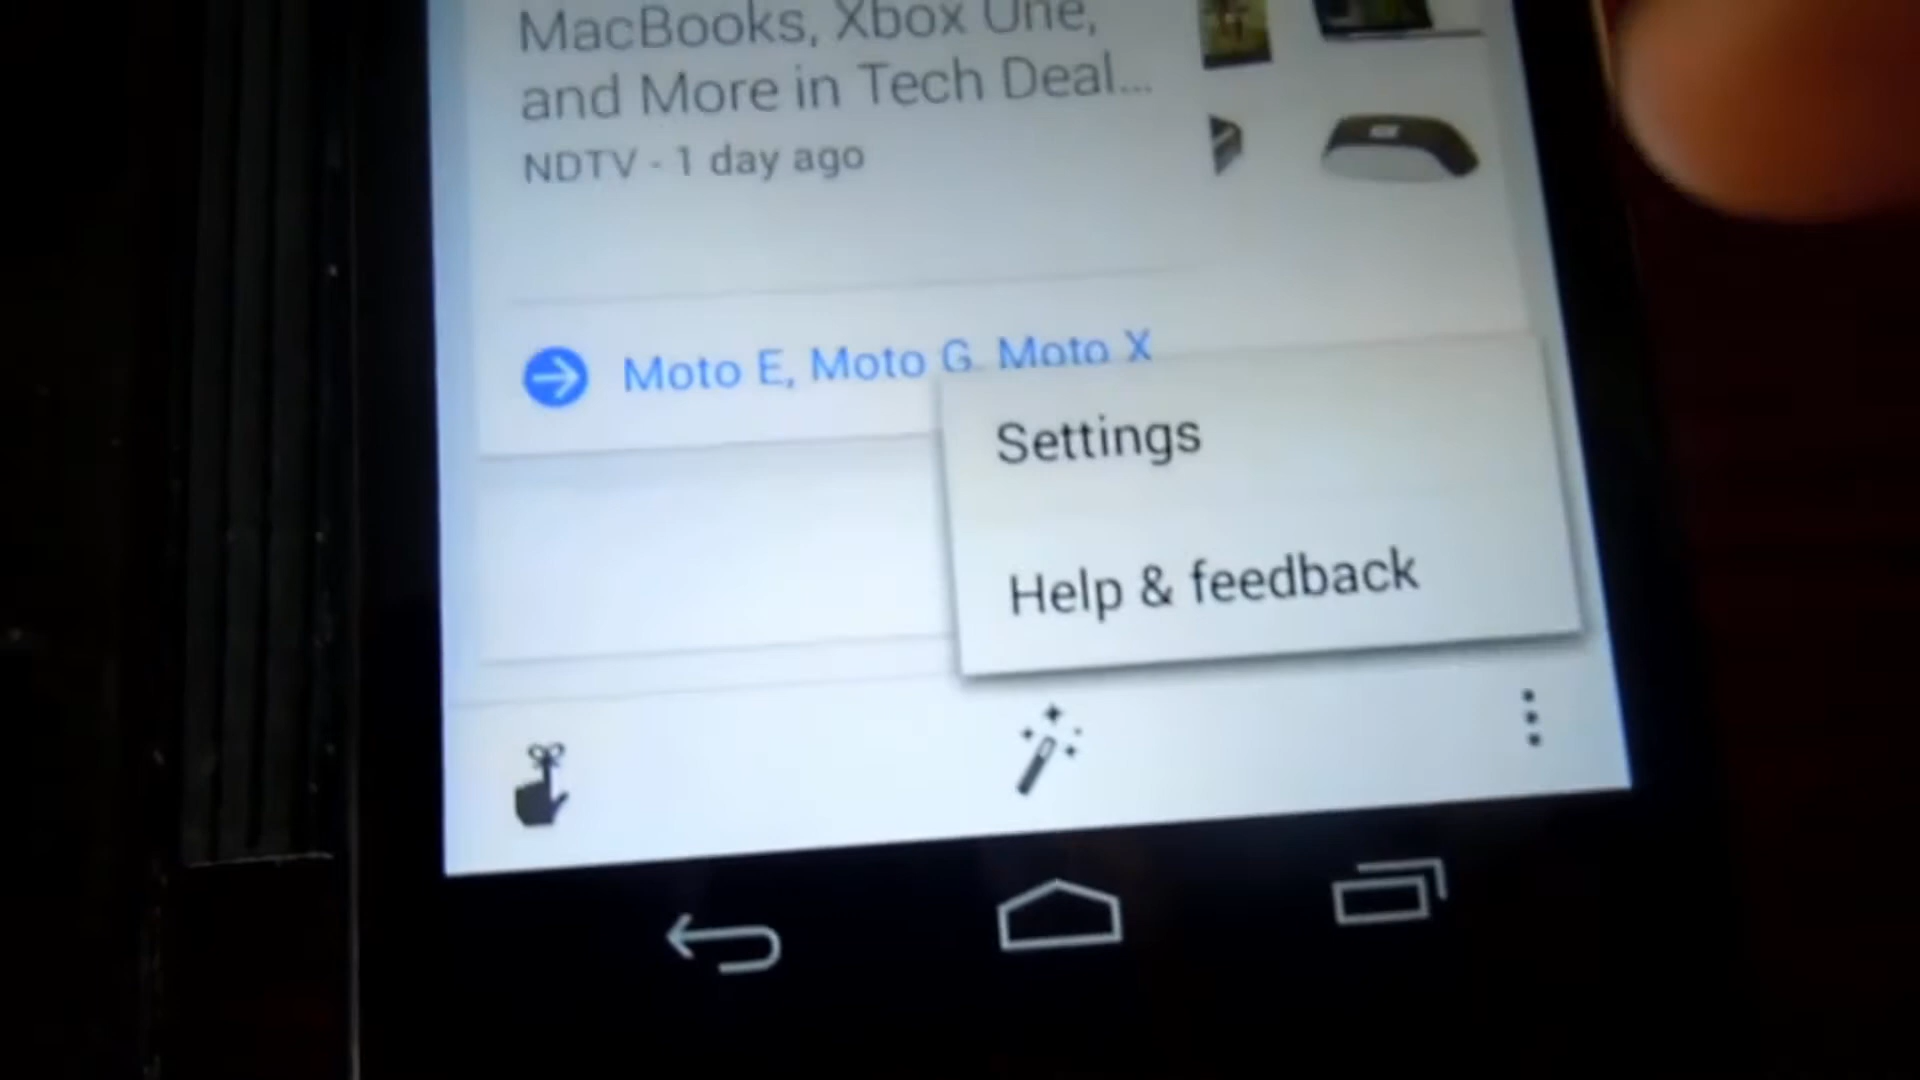 MacBooks, Xbox One,
and More in Tech Deal...
NDTV - 1 day ago
Moto E, Moto G, Moto X
Settings
Help & feedback